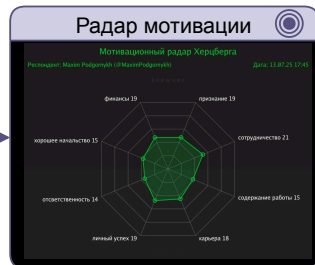 Радар мотивации
Мотивационный радар Херцберга
Респондент: Maxim Podgornykh (@MaximPodgornykh)
Дата: 13.07.25 17:45
финансы 19
признание 19
хорошее начальство 15
сотрудничество 21
ответственность 14
содержание работы 15
личный успех 19
карьера 18